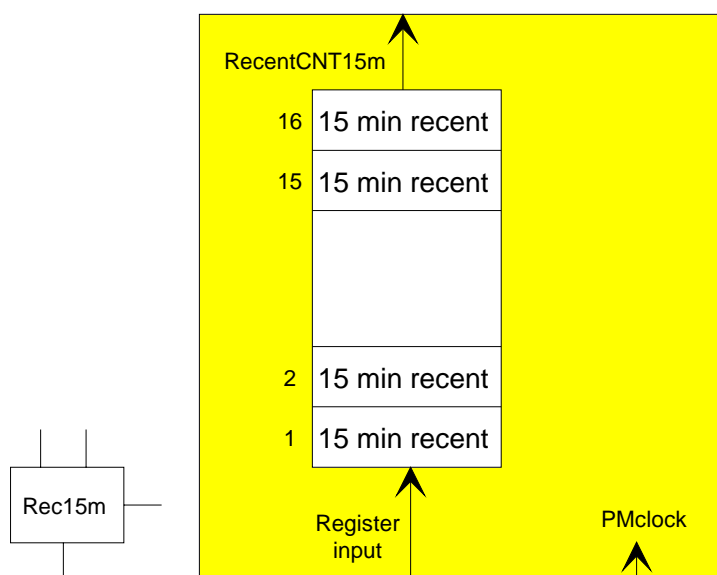 RecentCNT15m
16 15 min recent
15 15 min recent
2 15 min recent
1 15 min recent
Rec15m
Register
input
PMclock